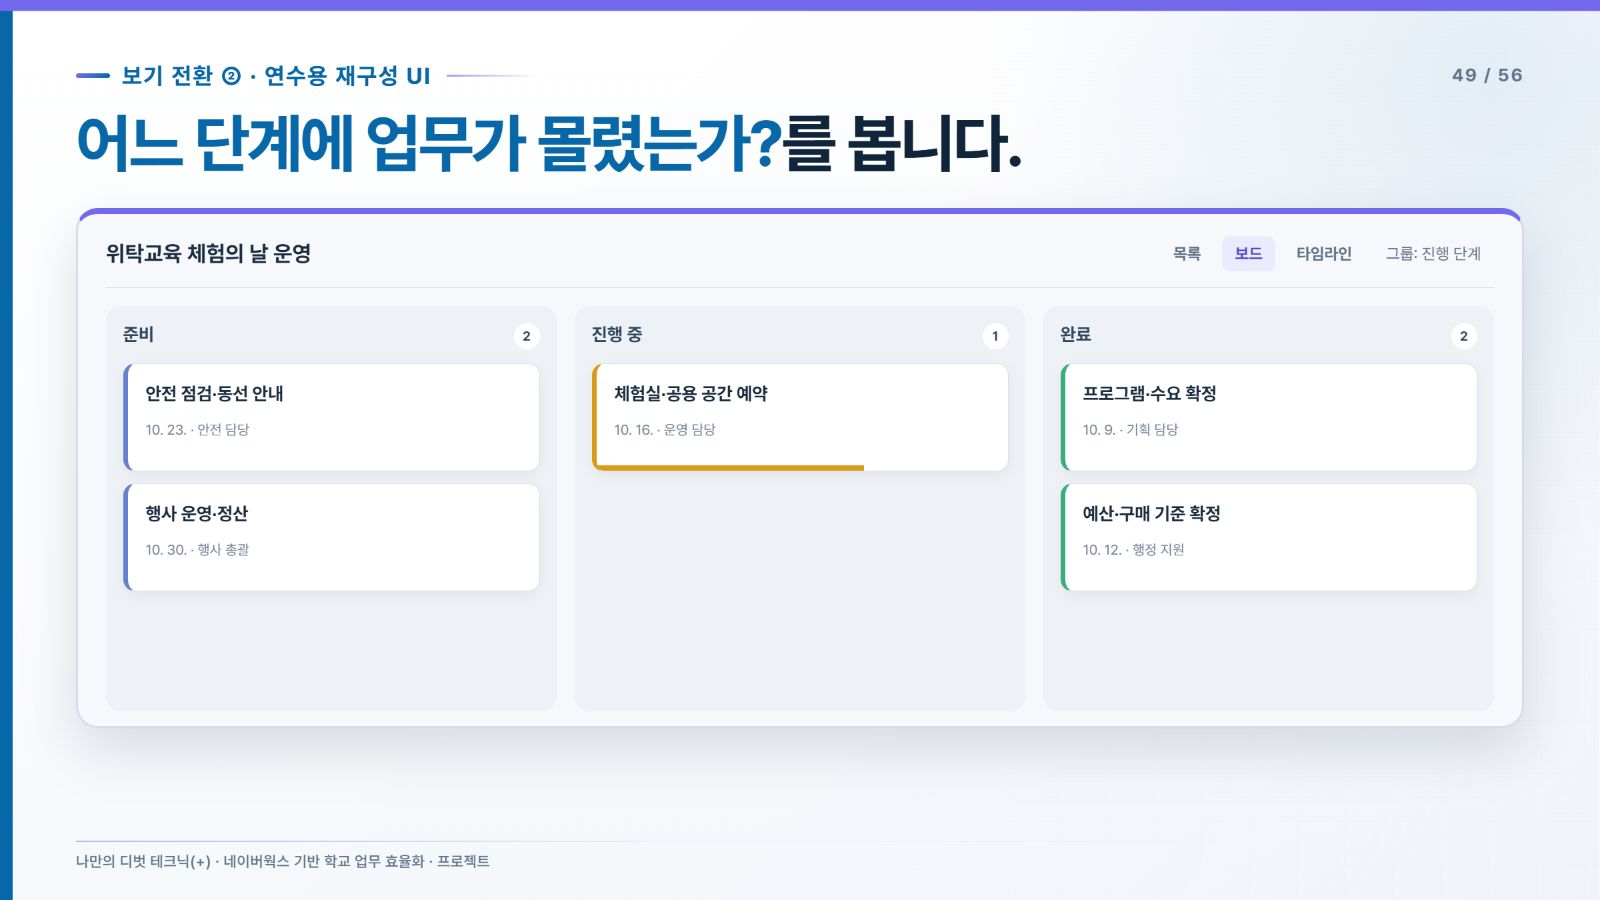 보기 전환 ② · 연수용 재구성 UI
49 / 56
어느 단계에 업무가 몰렸는가?를 봅니다.
위탁교육 체험의 날 운영
목록 보드 타임라인 그룹: 진행 단계
준비 2
안전 점검·동선 안내
10. 23. · 안전 담당
행사 운영·정산
10. 30. · 행사 총괄
진행 중 1
체험실·공용 공간 예약
10. 16. · 운영 담당
완료 2
프로그램·수요 확정
10. 9. · 기획 담당
예산·구매 기준 확정
10. 12. · 행정 지원
나만의 디벗 테크닉(+) · 네이버웍스 기반 학교 업무 효율화 · 프로젝트